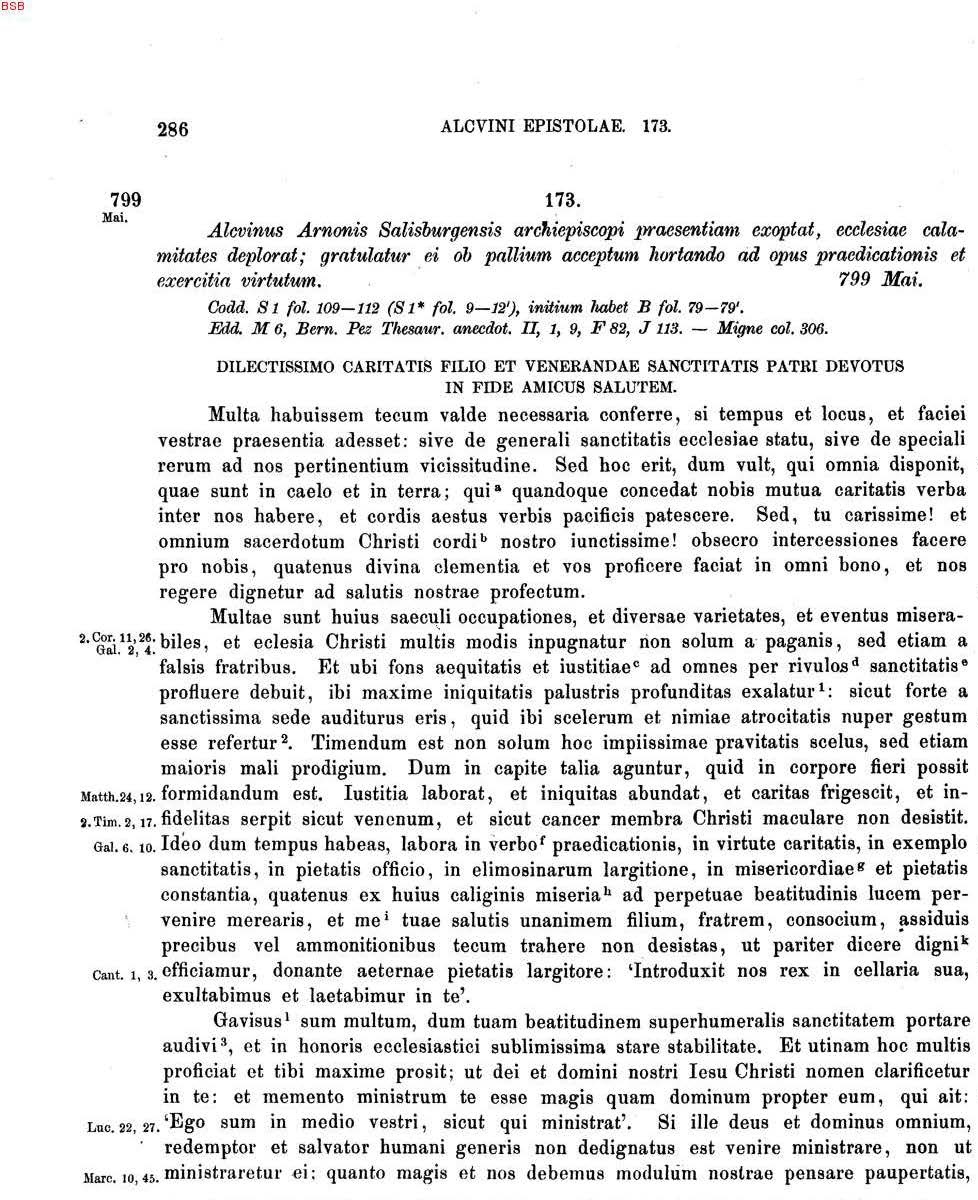 BSB
286 ALCVINI EPISTOLAE. 173.
799 173.
Mai.
Alcvinus Arnonis Salisburgensis archiepiscopi praesentiam exoptat, ecclesiae cala-
mitates deplorat; gratulatur ei ob pallium acceptum hortando ad opus praedicationis et
exercitia virtutum. 799 Mai.
Codd. S 1 fol. 109—112 (S 1* fol. 9—12'), initium habet B fol. 79—79'.
Edd. M 6, Bern. Pez Thesaur. anecdot. II, 1, 9, F 82, J 113. — Migne col. 306.
DILECTISSIMO CARITATIS FILIO ET VENERANDAE SANCTITATIS PATRI DEVOTUS
IN FIDE AMICUS SALUTEM.
Multa habuissem tecum valde necessaria conferre, si tempus et locus, et faciei
vestrae praesentia adesset: sive de generali sanctitatis ecclesiae statu, sive de speciali
rerum ad nos pertinentium vicissitudine. Sed hoc erit, dum vult, qui omnia disponit,
quae sunt in caelo et in terra; qui ᵃ quandoque concedat nobis mutua caritatis verba
inter nos habere, et cordis aestus verbis pacificis patescere. Sed, tu carissime! et
omnium sacerdotum Christi cordi ᵇ nostro iunctissime! obsecro intercessiones facere
pro nobis, quatenus divina clementia et vos proficere faciat in omni bono, et nos
regere dignetur ad salutis nostrae profectum.
Multae sunt huius saeculi occupationes, et diversae varietates, et eventus misera-
2. Cor. 11, 26. Gal. 2, 4. biles, et eclesia Christi multis modis inpugnatur non solum a paganis, sed etiam a
falsis fratribus. Et ubi fons aequitatis et iustitiae ᶜ ad omnes per rivulos ᵈ sanctitatis ᵉ
profluere debuit, ibi maxime iniquitatis palustris profunditas exalatur ¹: sicut forte a
sanctissima sede auditurus eris, quid ibi scelerum et nimiae atrocitatis nuper gestum
esse refertur ². Timendum est non solum hoc impiissimae pravitatis scelus, sed etiam
maioris mali prodigium. Dum in capite talia aguntur, quid in corpore fieri possit
Matth. 24, 12. formidandum est. Iustitia laborat, et iniquitas abundat, et caritas frigescit, et in-
2. Tim. 2, 17. fidelitas serpit sicut venenum, et sicut cancer membra Christi maculare non desistit.
Gal. 6. 10. Ideo dum tempus habeas, labora in verbo ᶠ praedicationis, in virtute caritatis, in exemplo
sanctitatis, in pietatis officio, in elimosinarum largitione, in misericordiae ᵍ et pietatis
constantia, quatenus ex huius caliginis miseria ʰ ad perpetuae beatitudinis lucem per-
venire merearis, et me ⁱ tuae salutis unanimem filium, fratrem, consocium, assiduis
precibus vel ammonitionibus tecum trahere non desistas, ut pariter dicere digni ᵏ
Cant. 1, 3. efficiamur, donante aeternae pietatis largitore: ‘Introduxit nos rex in cellaria sua,
exultabimus et laetabimur in te’.
Gavisus ˡ sum multum, dum tuam beatitudinem superhumeralis sanctitatem portare
audivi ³, et in honoris ecclesiastici sublimissima stare stabilitate. Et utinam hoc multis
proficiat et tibi maxime prosit; ut dei et domini nostri Iesu Christi nomen clarificetur
in te: et memento ministrum te esse magis quam dominum propter eum, qui ait:
Luc. 22, 27. ‘Ego sum in medio vestri, sicut qui ministrat’. Si ille deus et dominus omnium,
redemptor et salvator humani generis non dedignatus est venire ministrare, non ut
Marc. 10, 45. ministraretur ei: quanto magis et nos debemus modulum nostrae pensare paupertatis,